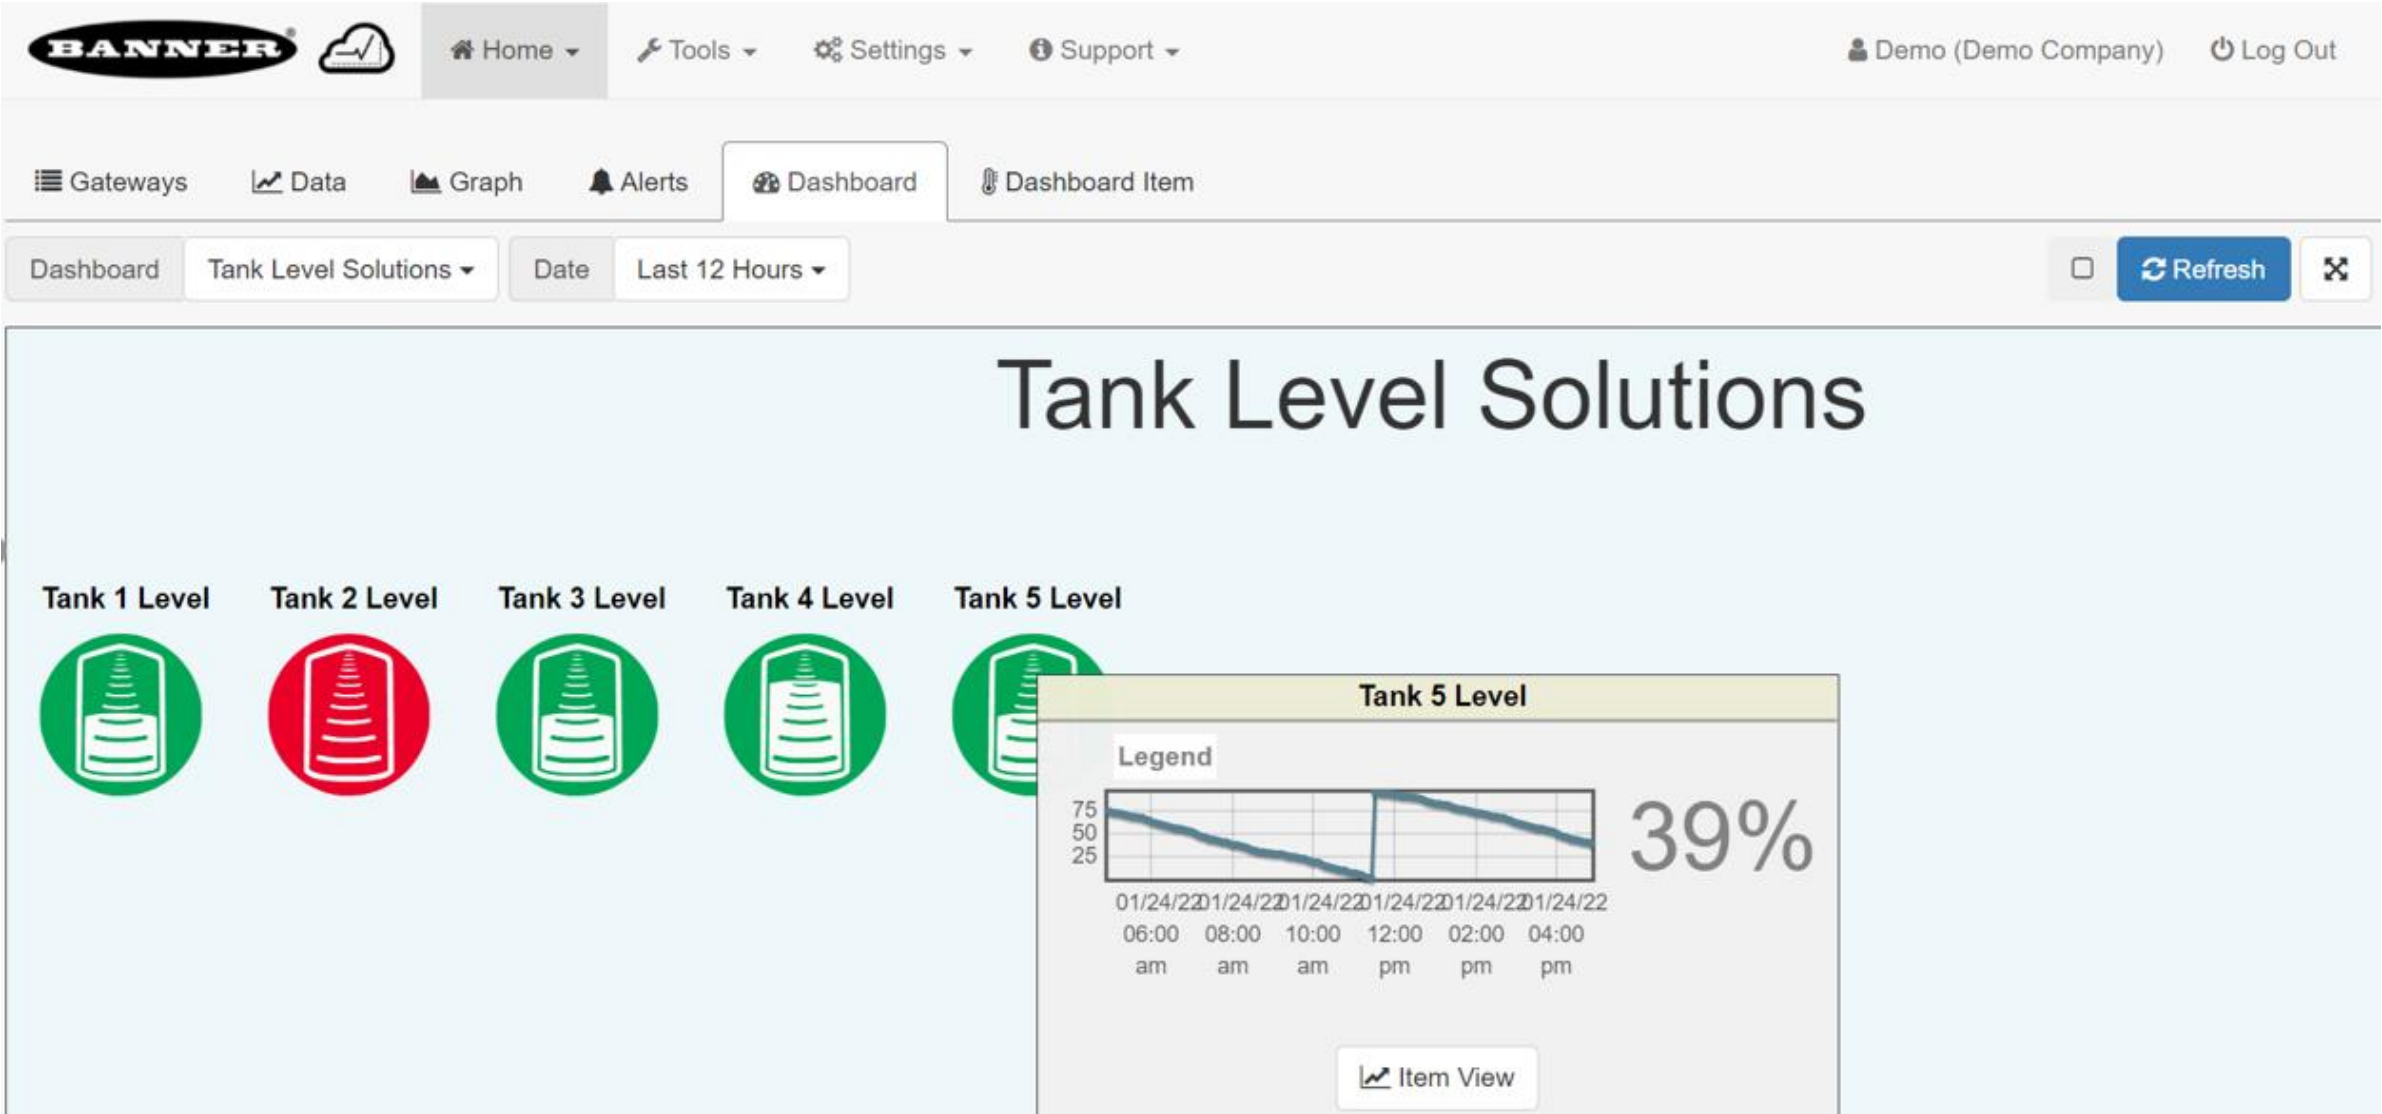 BANNER® Home Tools Settings Support Demo (Demo Company) Log Out
Gateways Data Graph Alerts Dashboard Dashboard Item
Dashboard Tank Level Solutions Date Last 12 Hours Refresh
Tank Level Solutions
Tank 1 Level Tank 2 Level Tank 3 Level Tank 4 Level Tank 5 Level
Tank 5 Level
Legend
75
50
25
39%
01/24/22 01/24/22 01/24/22 01/24/22 01/24/22 01/24/22
06:00 08:00 10:00 12:00 02:00 04:00
am am am pm pm pm
Item View